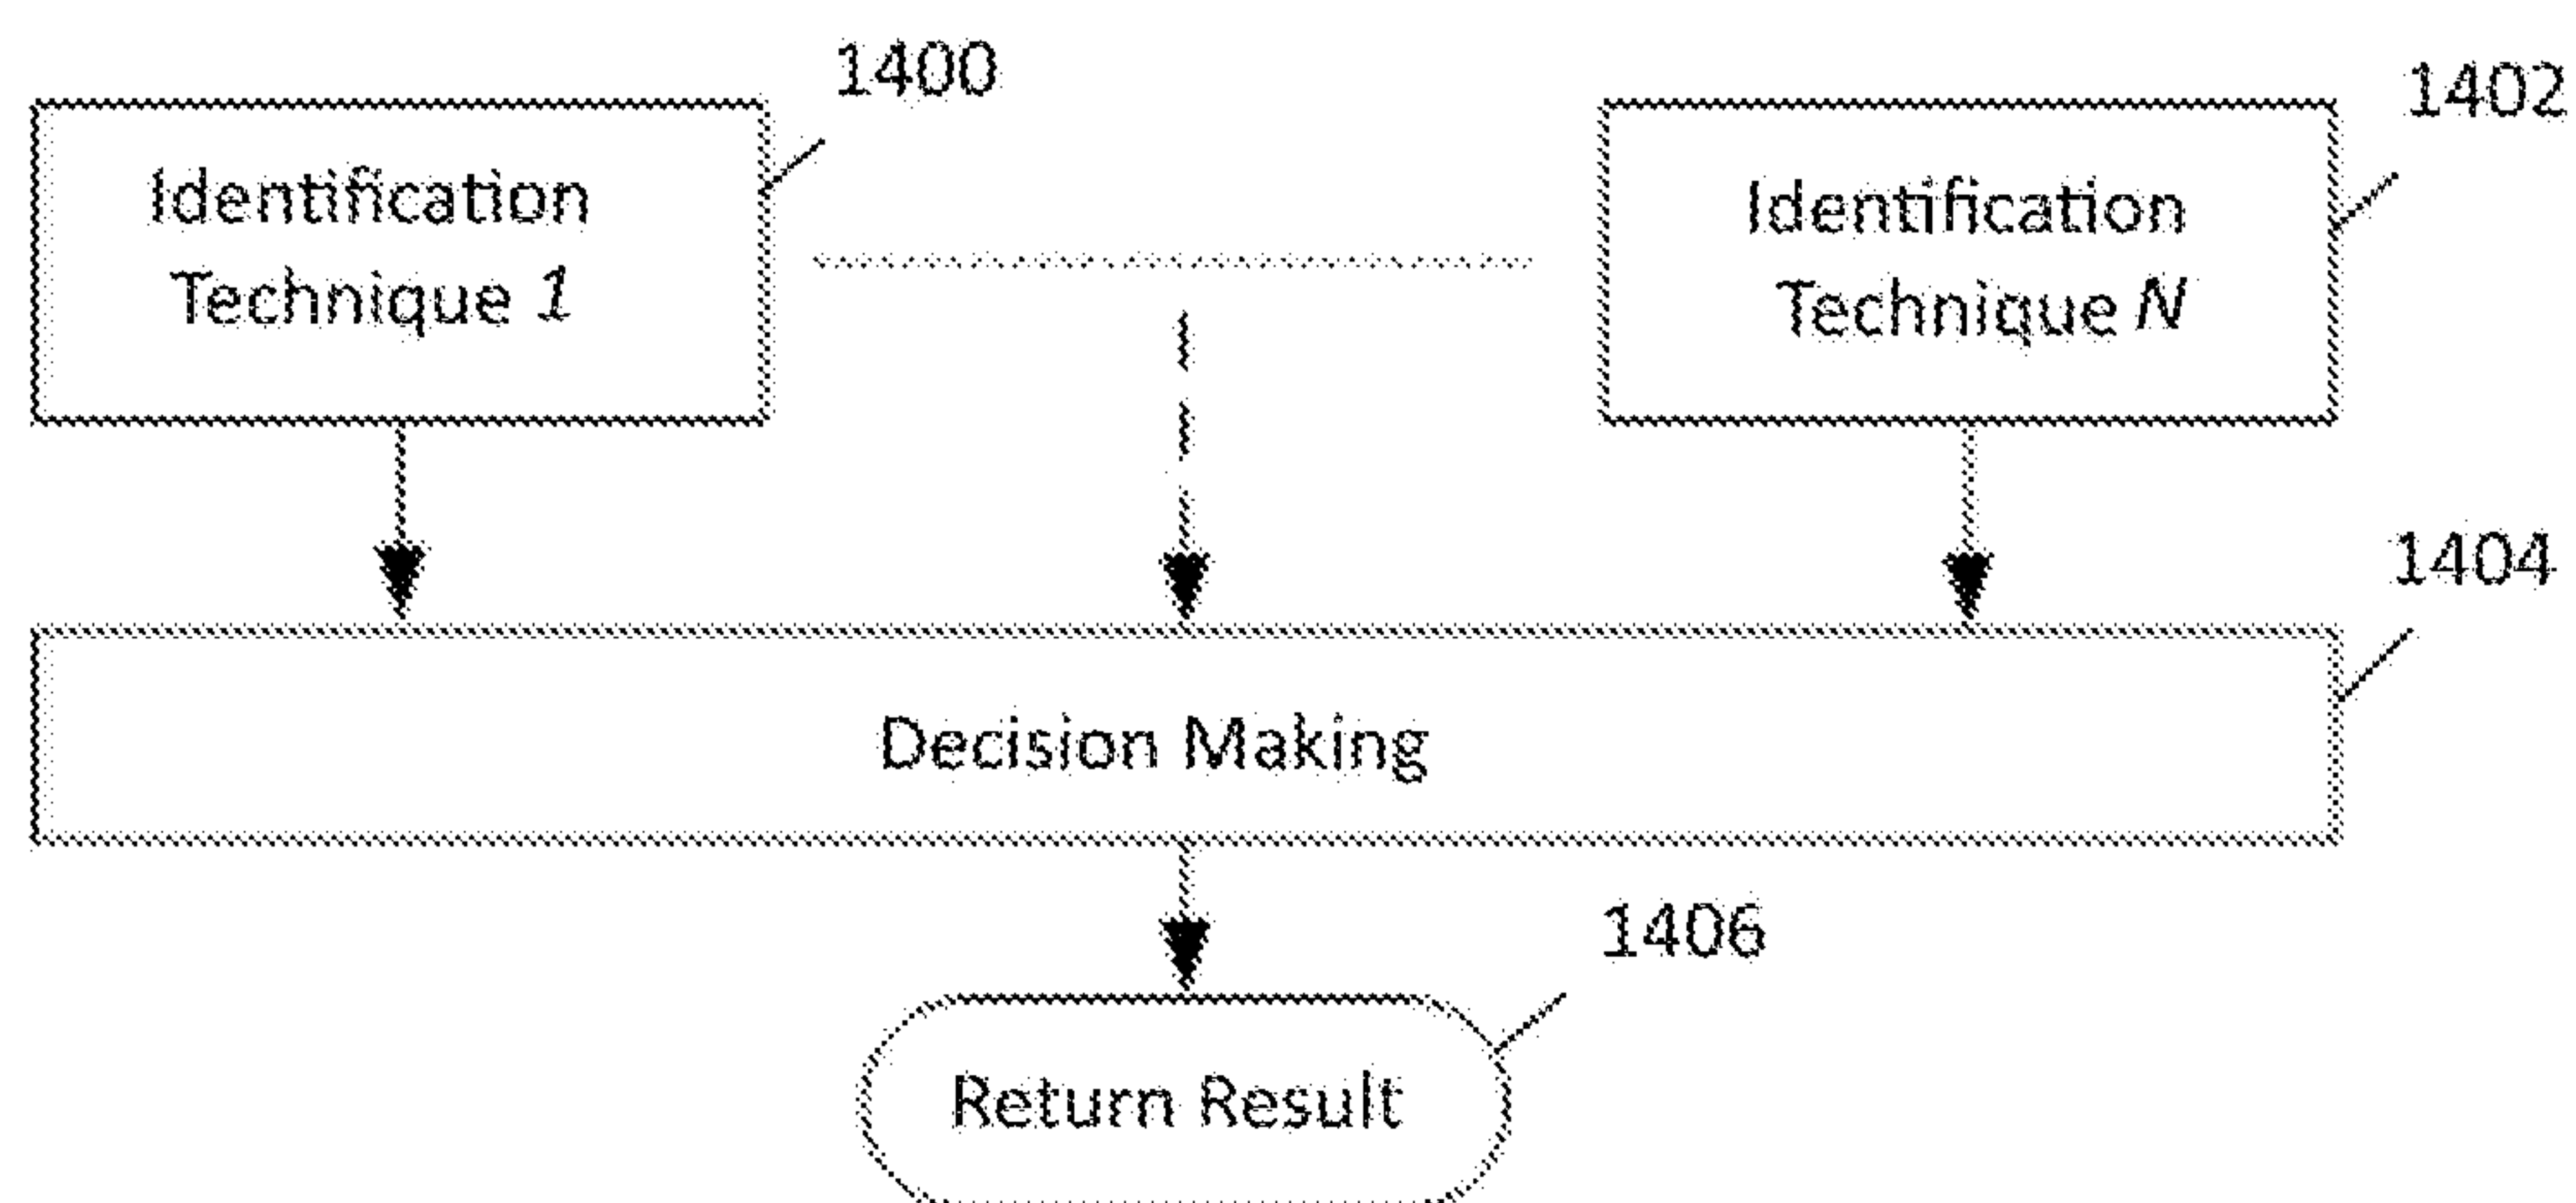 1400
1402
Identification
Technique 1
Identification
Technique N
1404
Decision Making
1406
Return Result